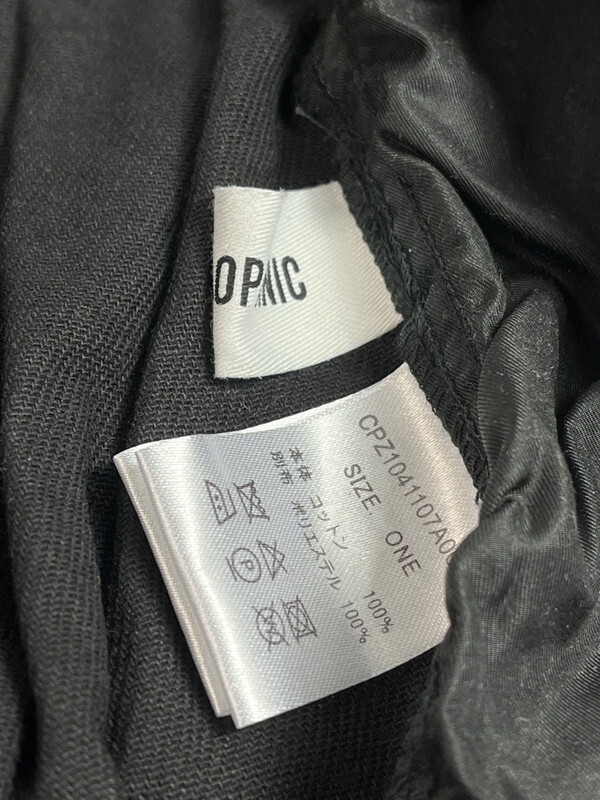 O P NIC
CPZ1041107A0
SIZE ONE
本体 コットン 100%
別布 ポリエステル 100%
P